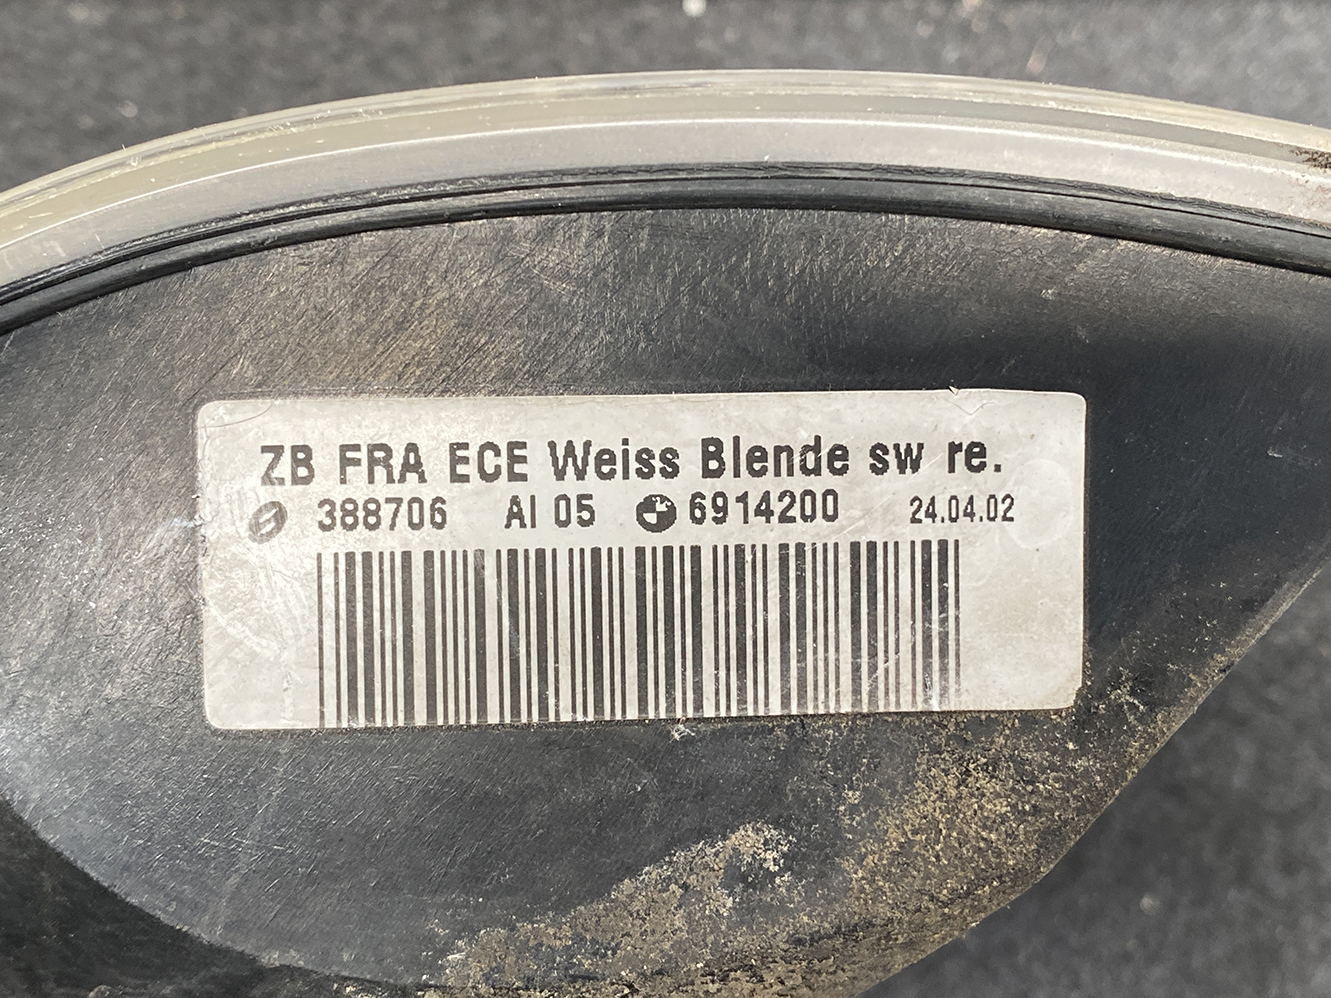 ZB FRA ECE Weiss Blende sw re.
388706 AI 05 6914200 24.04.02